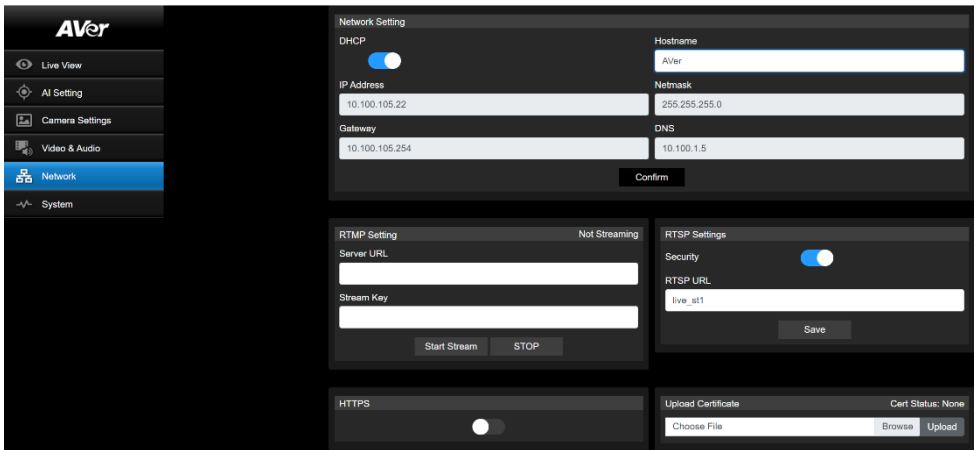 AVer
Live View
AI Setting
Camera Settings
Video & Audio
Network
System
Network Setting
DHCP
Hostname
AVer
IP Address
Netmask
10.100.105.22
255.255.255.0
Gateway
DNS
10.100.105.254
10.100.1.5
Confirm
RTMP Setting Not Streaming
Server URL
Stream Key
Start Stream STOP
RTSP Settings
Security
RTSP URL
live_st1
Save
HTTPS
Upload Certificate Cert Status: None
Choose File Browse Upload